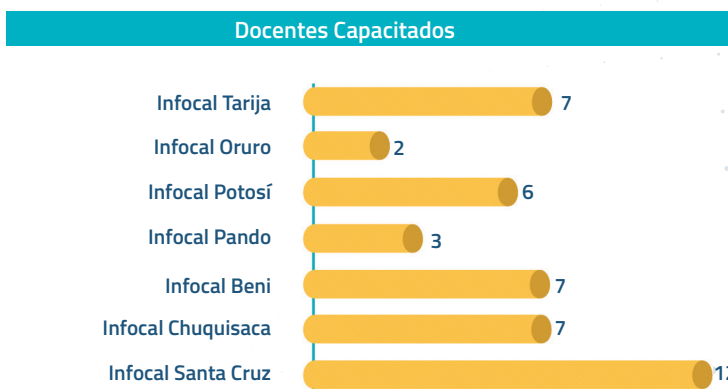 Docentes Capacitados
Infocal Tarija 7
Infocal Oruro 2
Infocal Potosí 6
Infocal Pando 3
Infocal Beni 7
Infocal Chuquisaca 7
Infocal Santa Cruz